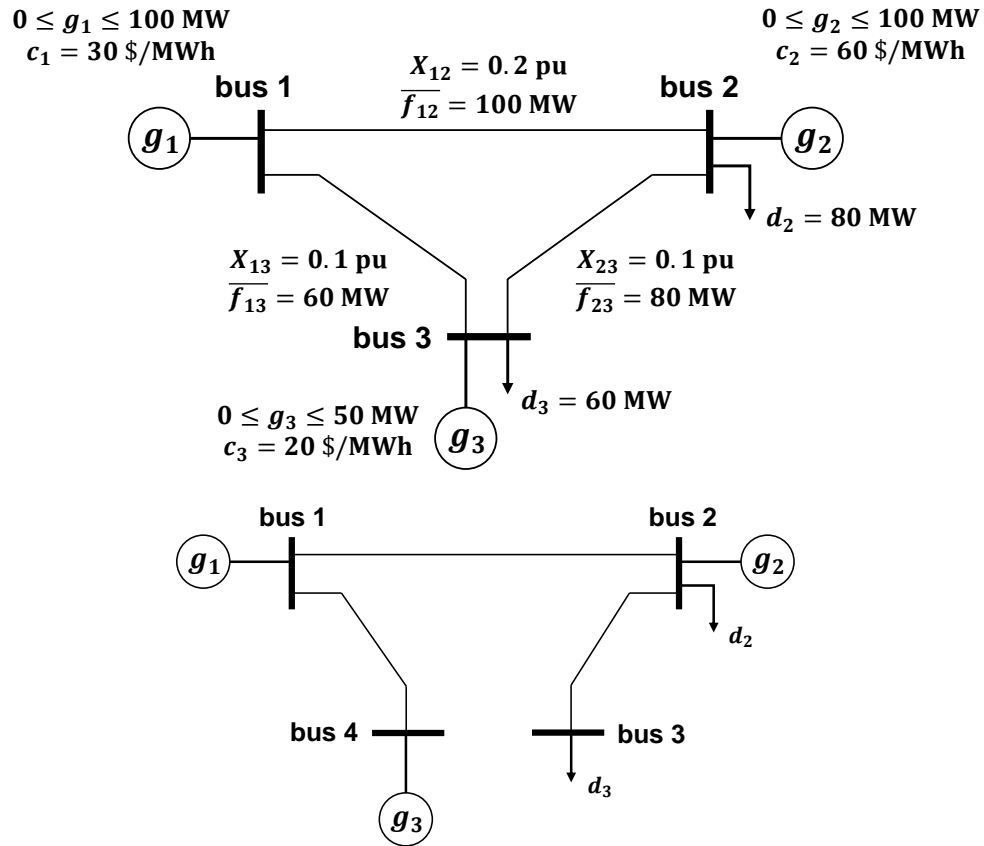 0 ≤ g₁ ≤ 100 MW
c₁ = 30 $/MWh
0 ≤ g₂ ≤ 100 MW
c₂ = 60 $/MWh
X₁₂ = 0.2 pu
f̅₁₂ = 100 MW
bus 1
bus 2
g₁
g₂
d₂ = 80 MW
X₁₃ = 0.1 pu
f̅₁₃ = 60 MW
X₂₃ = 0.1 pu
f̅₂₃ = 80 MW
bus 3
d₃ = 60 MW
0 ≤ g₃ ≤ 50 MW
c₃ = 20 $/MWh
g₃
bus 1
bus 2
g₁
g₂
d₂
bus 4
bus 3
d₃
g₃